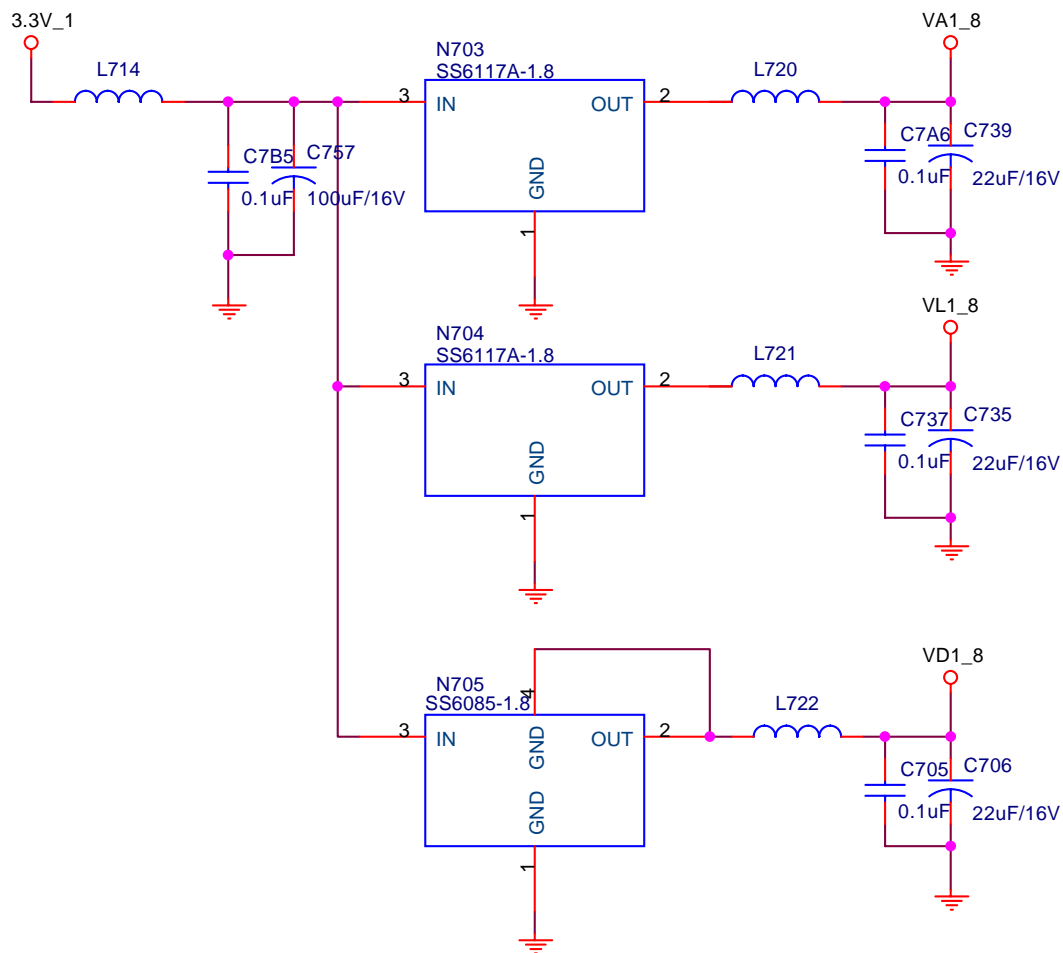 3.3V_1
L714
C7B5
0.1uF
C757
100uF/16V
N703
SS6117A-1.8
3
IN
OUT
2
GND
1
L720
VA1_8
C7A6
0.1uF
C739
22uF/16V
N704
SS6117A-1.8
3
IN
OUT
2
GND
1
L721
VL1_8
C737
0.1uF
C735
22uF/16V
N705
SS6085-1.8
4
3
IN
GND
OUT
2
GND
1
L722
VD1_8
C705
0.1uF
C706
22uF/16V